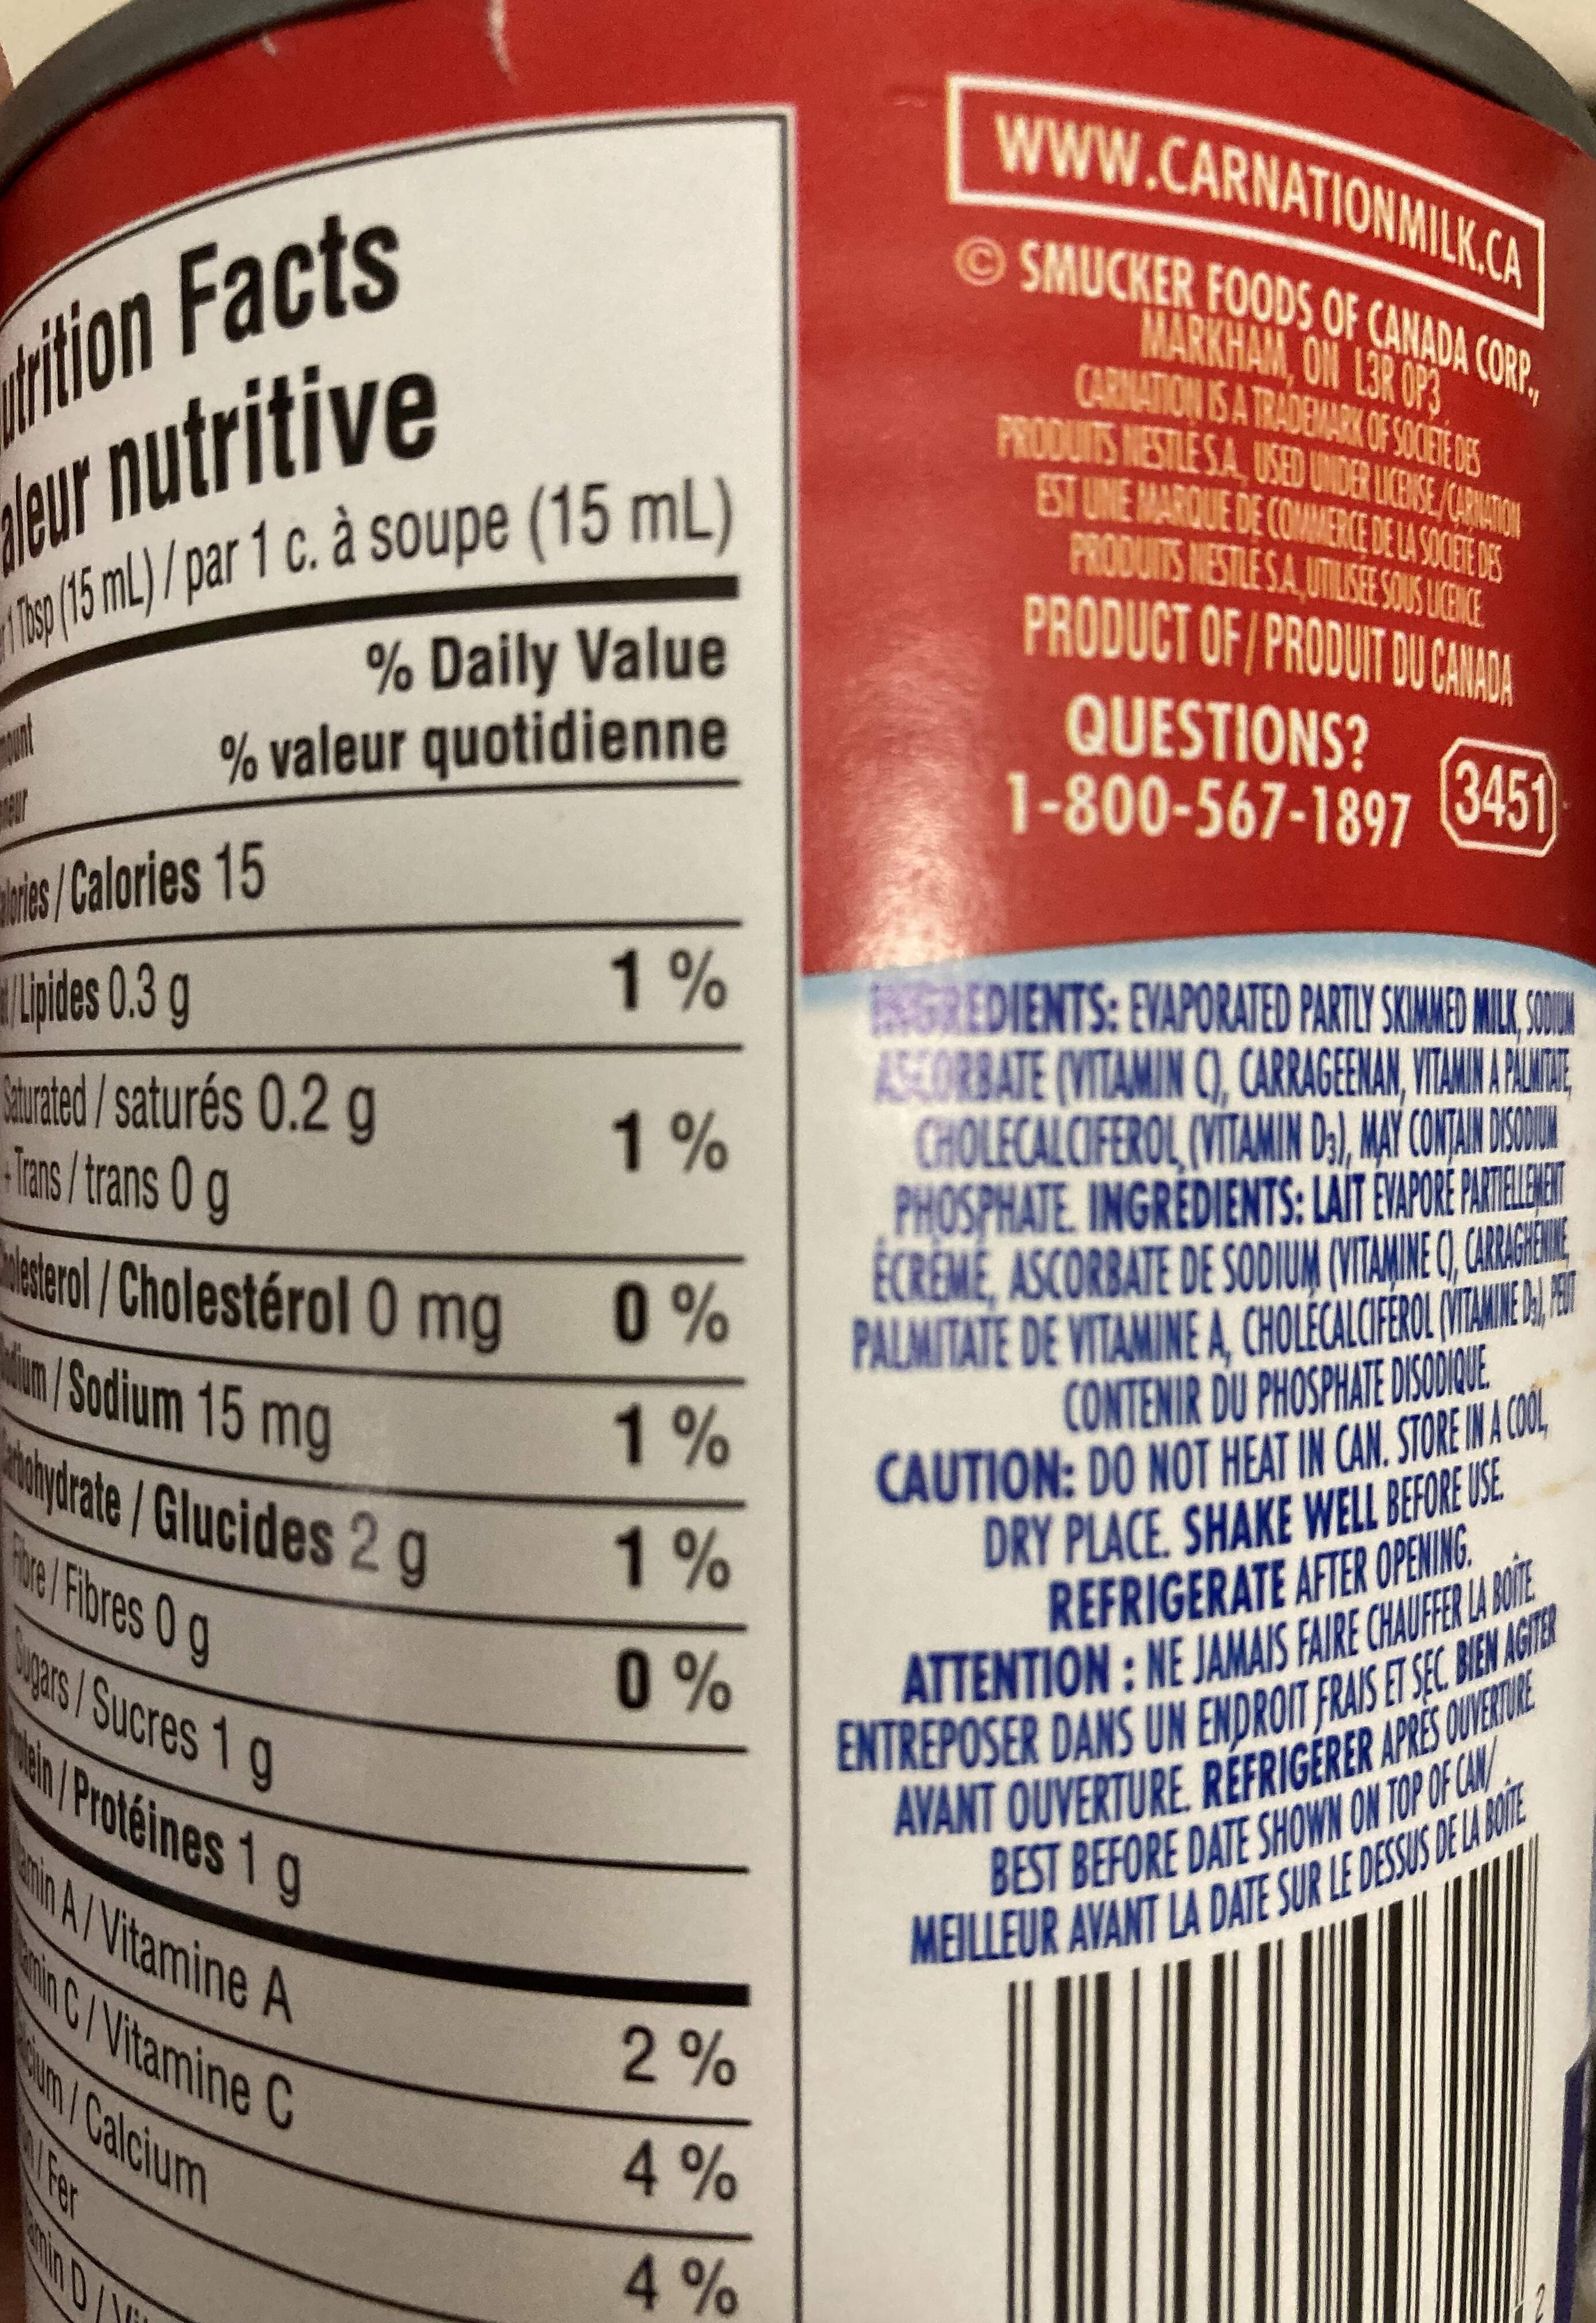 utrition Facts
aleur nutritive
1 Tbsp (15 mL) / par 1 c. à soupe (15 mL)
% Daily Value
% valeur quotidienne
/ Calories 15
/ Lipides 0.3 g 1 %
Saturated / saturés 0.2 g
+ Trans / trans 0 g 1 %
olesterol / Cholestérol 0 mg 0 %
dium / Sodium 15 mg 1 %
arbohydrate / Glucides 2 g 1 %
Fibre / Fibres 0 g 0 %
Sugars / Sucres 1 g
tein / Protéines 1 g
amin A / Vitamine A 2 %
amin C / Vitamine C 4 %
cium / Calcium 4 %
/ Fer
min D / Vi
WWW.CARNATIONMILK.CA
© SMUCKER FOODS OF CANADA CORP.,
MARKHAM, ON L3R 0P3
CARNATION IS A TRADEMARK OF SOCIÉTÉ DES
PRODUITS NESTLÉ S.A., USED UNDER LICENSE./CARNATION
EST UNE MARQUE DE COMMERCE DE LA SOCIÉTÉ DES
PRODUITS NESTLÉ S.A., UTILISÉE SOUS LICENCE.
PRODUCT OF / PRODUIT DU CANADA
QUESTIONS?
1-800-567-1897
3451
INGREDIENTS: EVAPORATED PARTLY SKIMMED MILK, SODIUM
ASCORBATE (VITAMIN C), CARRAGEENAN, VITAMIN A PALMITATE,
CHOLECALCIFEROL (VITAMIN D3), MAY CONTAIN DISODIUM
PHOSPHATE. INGRÉDIENTS: LAIT ÉVAPORÉ PARTIELLEMENT
ÉCRÉMÉ, ASCORBATE DE SODIUM (VITAMINE C), CARRAGHÉNINE,
PALMITATE DE VITAMINE A, CHOLÉCALCIFÉROL (VITAMINE D3), PEUT
CONTENIR DU PHOSPHATE DISODIQUE.
CAUTION: DO NOT HEAT IN CAN. STORE IN A COOL,
DRY PLACE. SHAKE WELL BEFORE USE.
REFRIGERATE AFTER OPENING.
ATTENTION : NE JAMAIS FAIRE CHAUFFER LA BOÎTE.
ENTREPOSER DANS UN ENDROIT FRAIS ET SEC. BIEN AGITER
AVANT OUVERTURE. RÉFRIGÉRER APRÈS OUVERTURE.
BEST BEFORE DATE SHOWN ON TOP OF CAN/
MEILLEUR AVANT LA DATE SUR LE DESSUS DE LA BOÎTE.